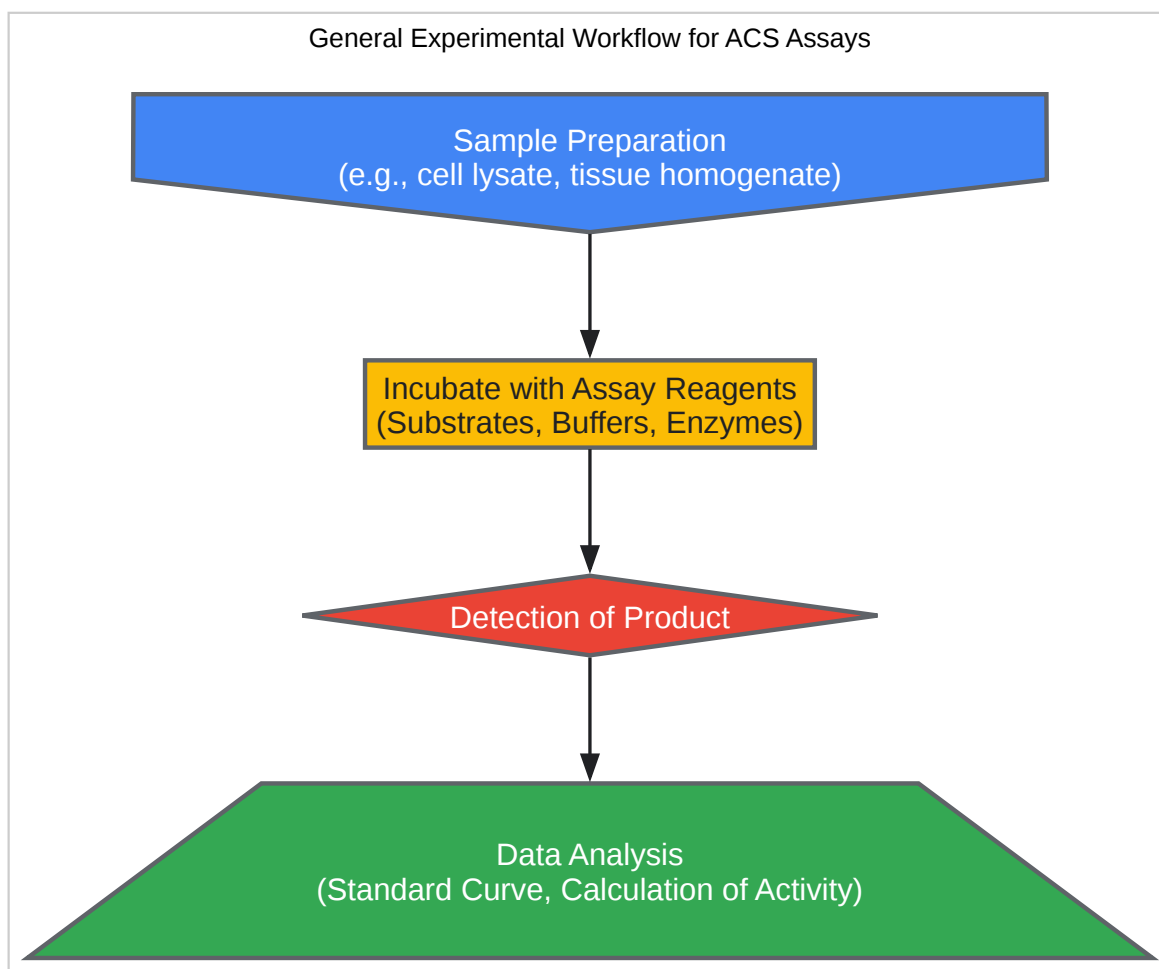 General Experimental Workflow for ACS Assays
Sample Preparation
(e.g., cell lysate, tissue homogenate)
Incubate with Assay Reagents
(Substrates, Buffers, Enzymes)
Detection of Product
Data Analysis
(Standard Curve, Calculation of Activity)